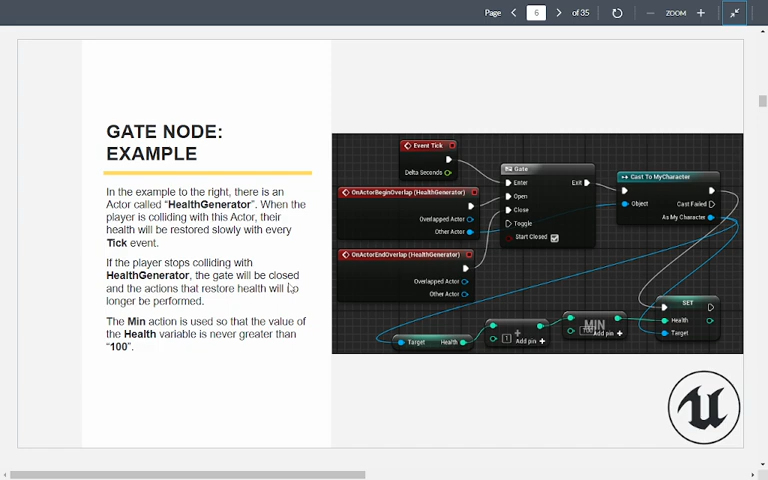 Page 6 of 35 ZOOM
GATE NODE:
EXAMPLE
In the example to the right, there is an
Actor called “HealthGenerator”. When the
player is colliding with this Actor, their
health will be restored slowly with every
Tick event.
If the player stops colliding with
HealthGenerator, the gate will be closed
and the actions that restore health will no
longer be performed.
The Min action is used so that the value of
the Health variable is never greater than
“100”.
Event Tick
Delta Seconds
OnActorBeginOverlap (HealthGenerator)
Overlapped Actor
Other Actor
OnActorEndOverlap (HealthGenerator)
Overlapped Actor
Other Actor
Gate
Enter Exit
Open
Close
Toggle
Start Closed
Cast To MyCharacter
Cast Failed
Object
As My Character
Target Health
+
1 Add pin +
MIN
100 Add pin +
SET
Health
Target